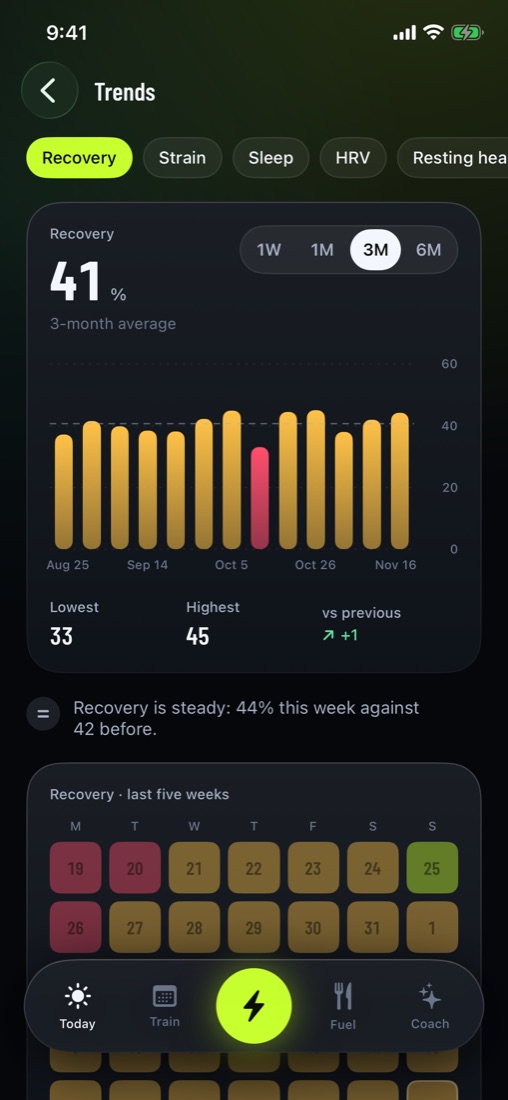 9:41
Trends
Recovery
Strain
Sleep
HRV
Resting hea
Recovery
1W
1M
3M
6M
41 %
3-month average
60
40
20
0
Aug 25
Sep 14
Oct 5
Oct 26
Nov 16
Lowest
Highest
vs previous
33
45
+1
Recovery is steady: 44% this week against
42 before.
Recovery · last five weeks
M T W T F S S
19 20 21 22 23 24 25
26 27 28 29 30 31 1
Today
Train
Fuel
Coach